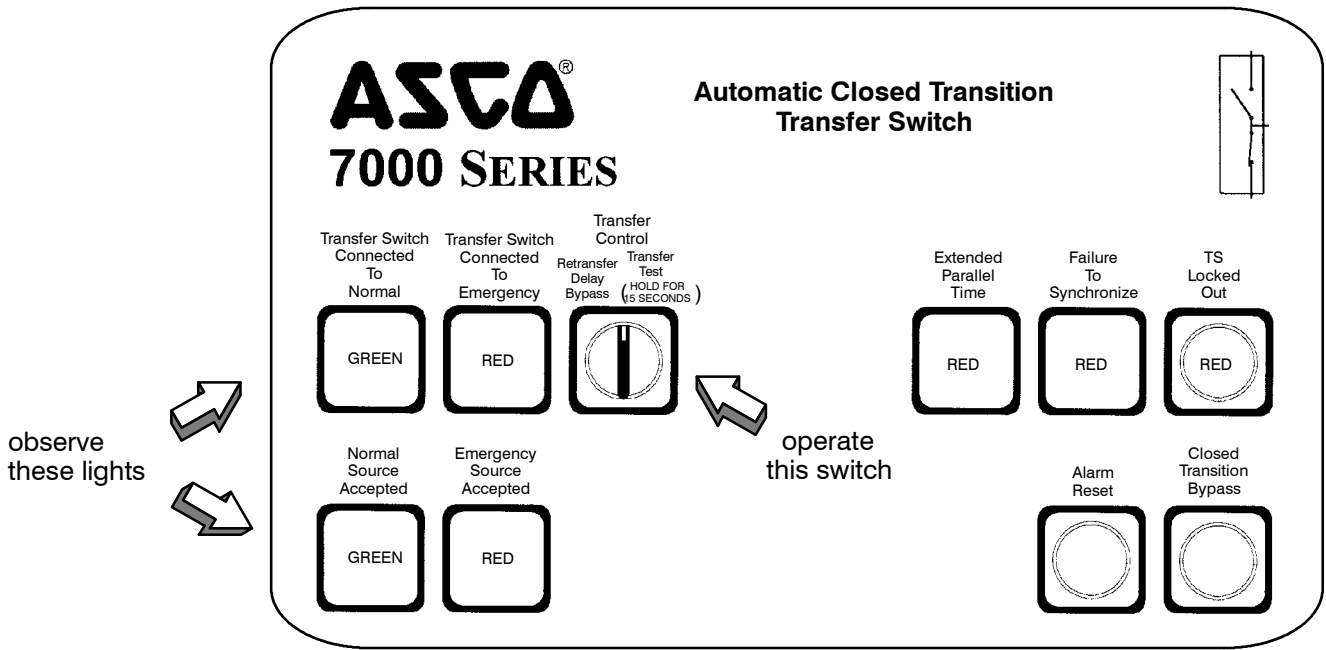 ASCO®
7000 SERIES
Automatic Closed Transition
Transfer Switch
Transfer Switch
Connected
To
Normal
GREEN
Transfer Switch
Connected
To
Emergency
RED
Transfer
Control
Retransfer
Delay
Bypass
Transfer
Test
(HOLD FOR
15 SECONDS)
Extended
Parallel
Time
RED
Failure
To
Synchronize
RED
TS
Locked
Out
RED
observe
these lights
operate
this switch
Normal
Source
Accepted
GREEN
Emergency
Source
Accepted
RED
Alarm
Reset
Closed
Transition
Bypass